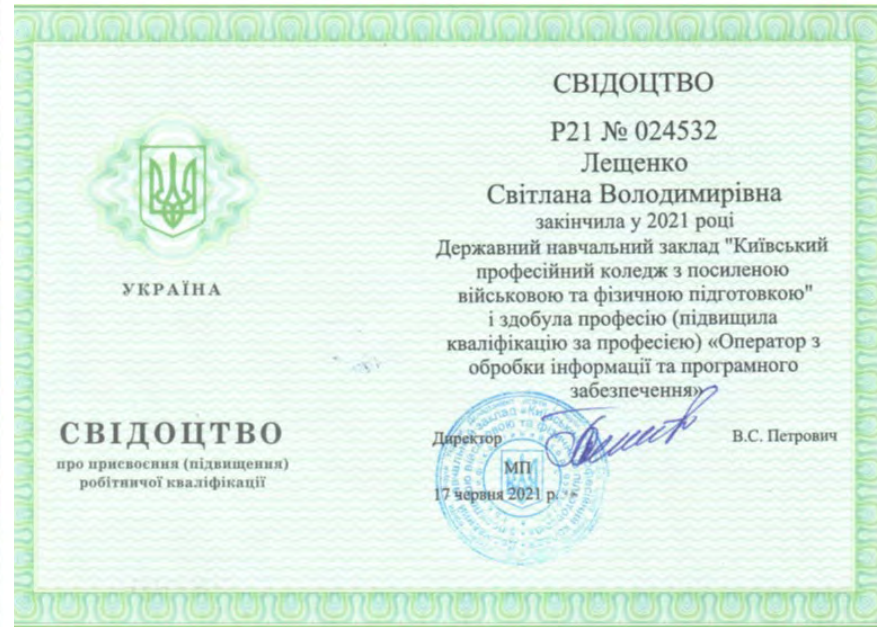 УКРАЇНА
СВІДОЦТВО
про присвоєння (підвищення)
робітничої кваліфікації
СВІДОЦТВО
Р21 № 024532
Лещенко
Світлана Володимирівна
закінчила у 2021 році
Державний навчальний заклад "Київський
професійний коледж з посиленою
військовою та фізичною підготовкою"
і здобула професію (підвищила
кваліфікацію за професією) «Оператор з
обробки інформації та програмного
забезпечення»
Директор
В.С. Петрович
МП
17 червня 2021 р.